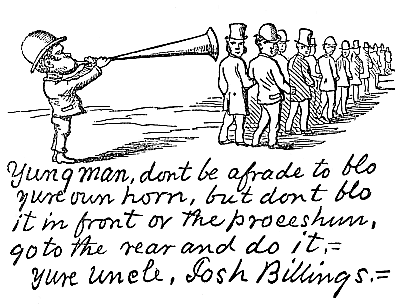 Yung man, dont be afrade to blo
yure own horn, but dont blo
it in front ov the proceshun,
go to the rear and do it.=
Yure Uncle, Josh Billings.=